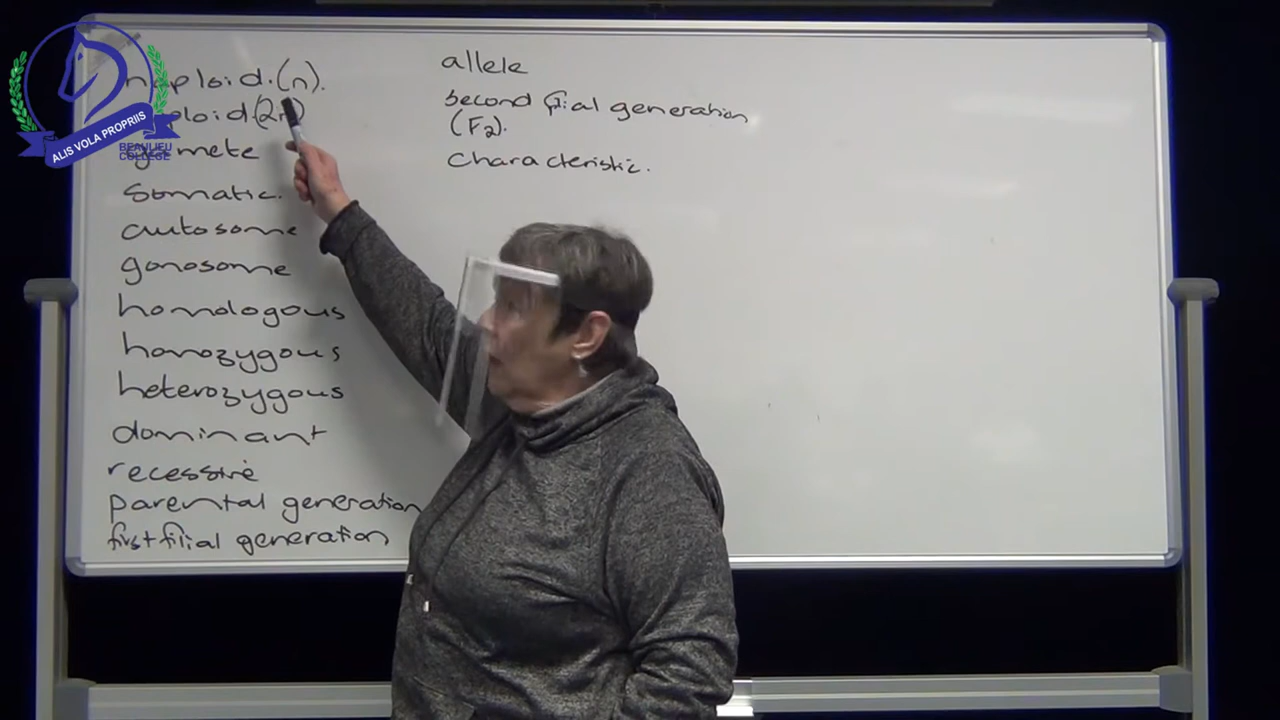 haploid (n).
diploid (2n)
gamete
Somatic.
autosome
gonosome
homologous
homozygous
heterozygous
dominant
recessive
parental generation
first filial generation
allele
second filial generation
(F2).
characteristic.
ALIS VOLA PROPRIIS
BEAULIEU
COLLEGE